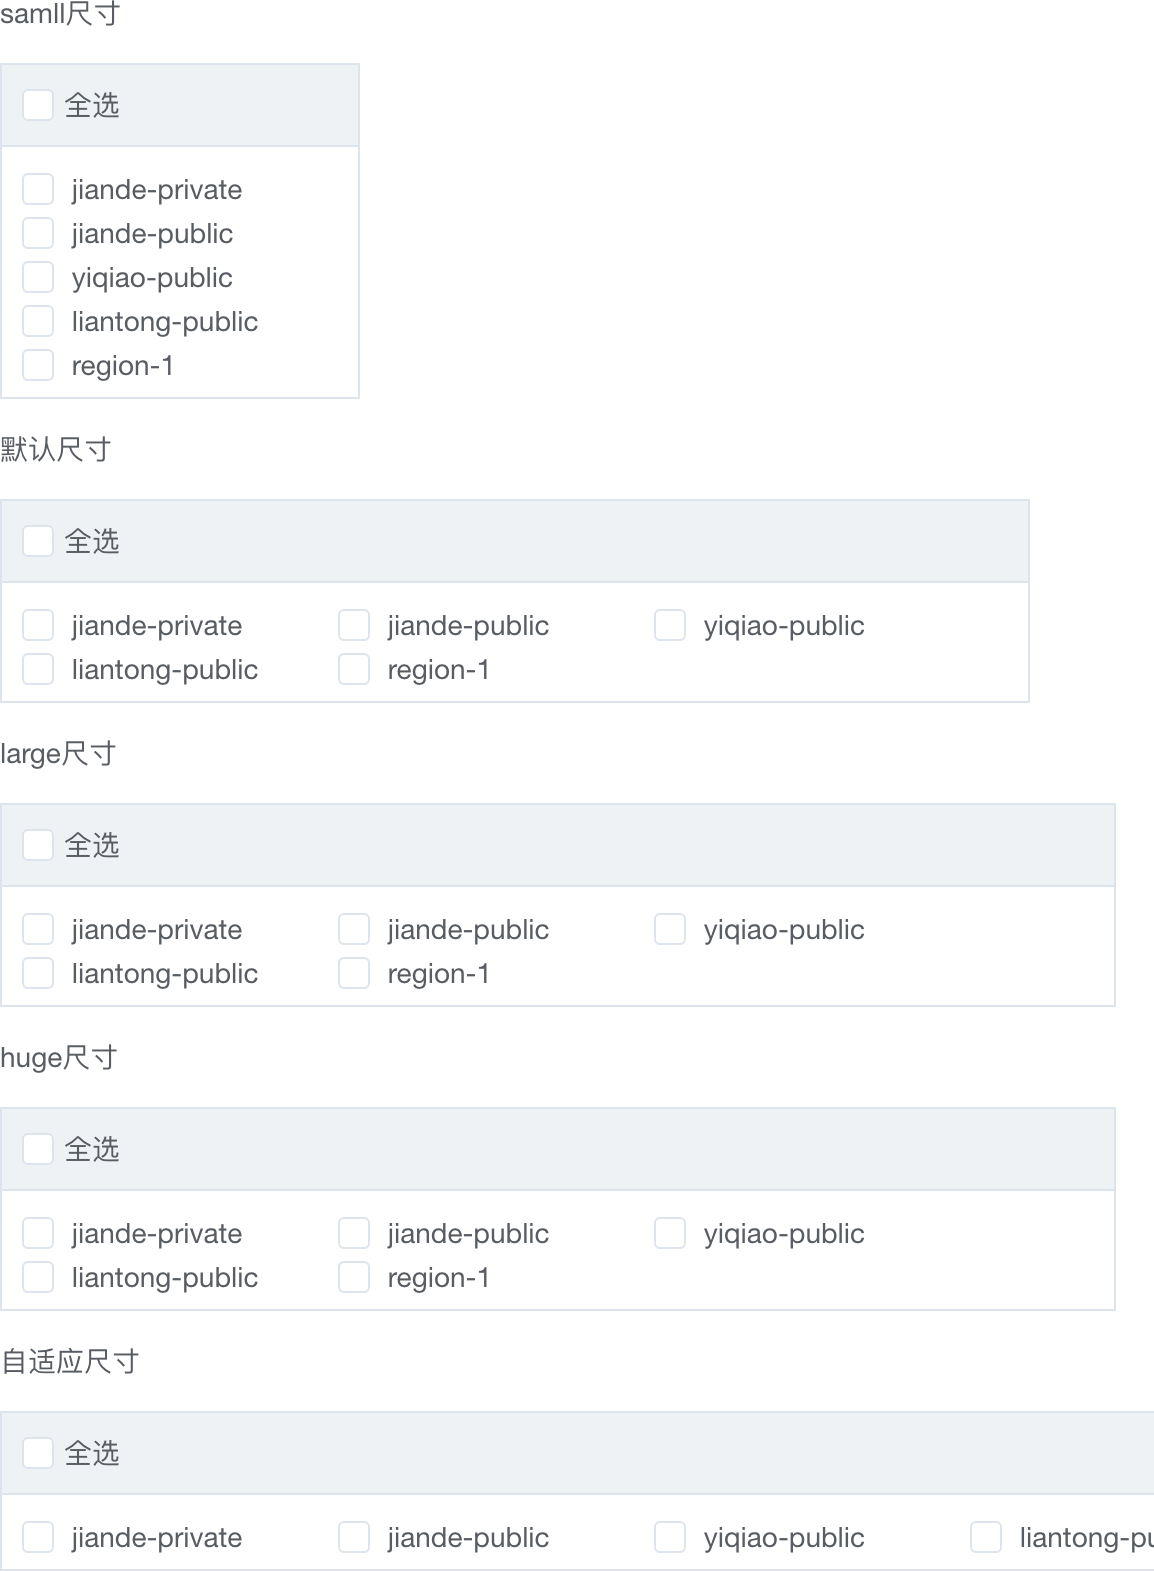 samll尺寸
全选
jiande-private
jiande-public
yiqiao-public
liantong-public
region-1
默认尺寸
全选
jiande-private jiande-public yiqiao-public
liantong-public region-1
large尺寸
全选
jiande-private jiande-public yiqiao-public
liantong-public region-1
huge尺寸
全选
jiande-private jiande-public yiqiao-public
liantong-public region-1
自适应尺寸
全选
jiande-private jiande-public yiqiao-public